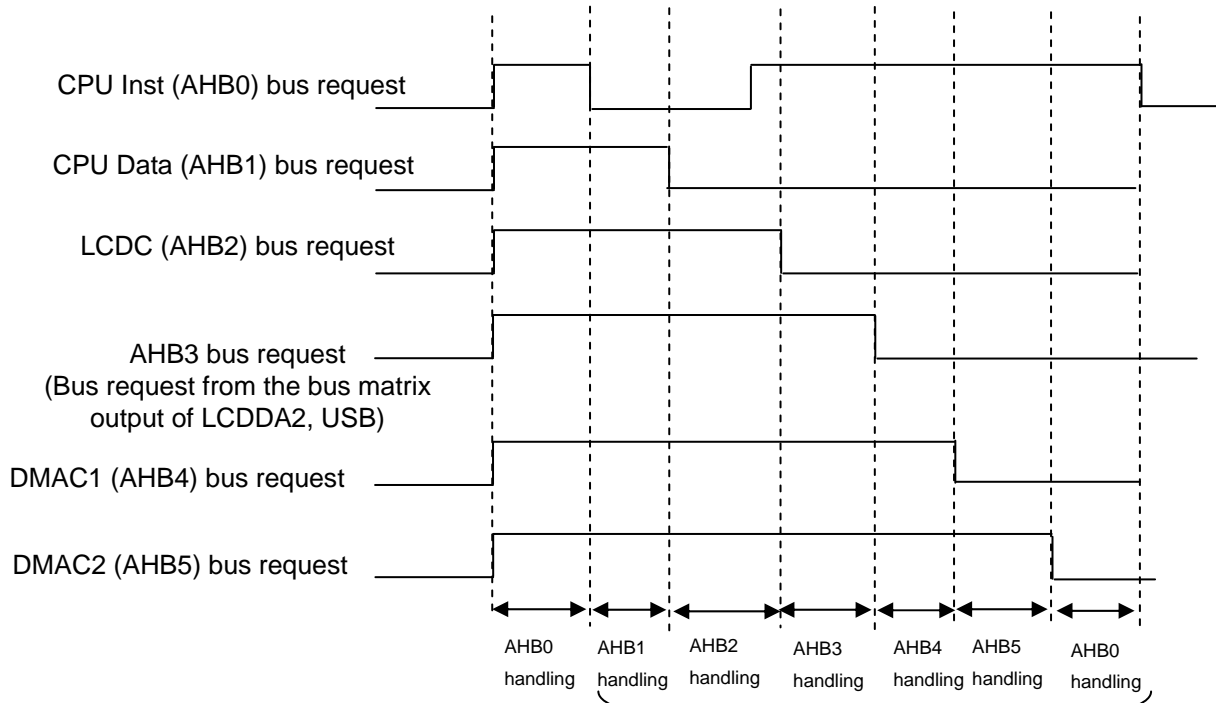 CPU Inst (AHB0) bus request
CPU Data (AHB1) bus request
LCDC (AHB2) bus request
AHB3 bus request
(Bus request from the bus matrix
output of LCDDA2, USB)
DMAC1 (AHB4) bus request
DMAC2 (AHB5) bus request
AHB0
handling
AHB1
handling
AHB2
handling
AHB3
handling
AHB4
handling
AHB5
handling
AHB0
handling